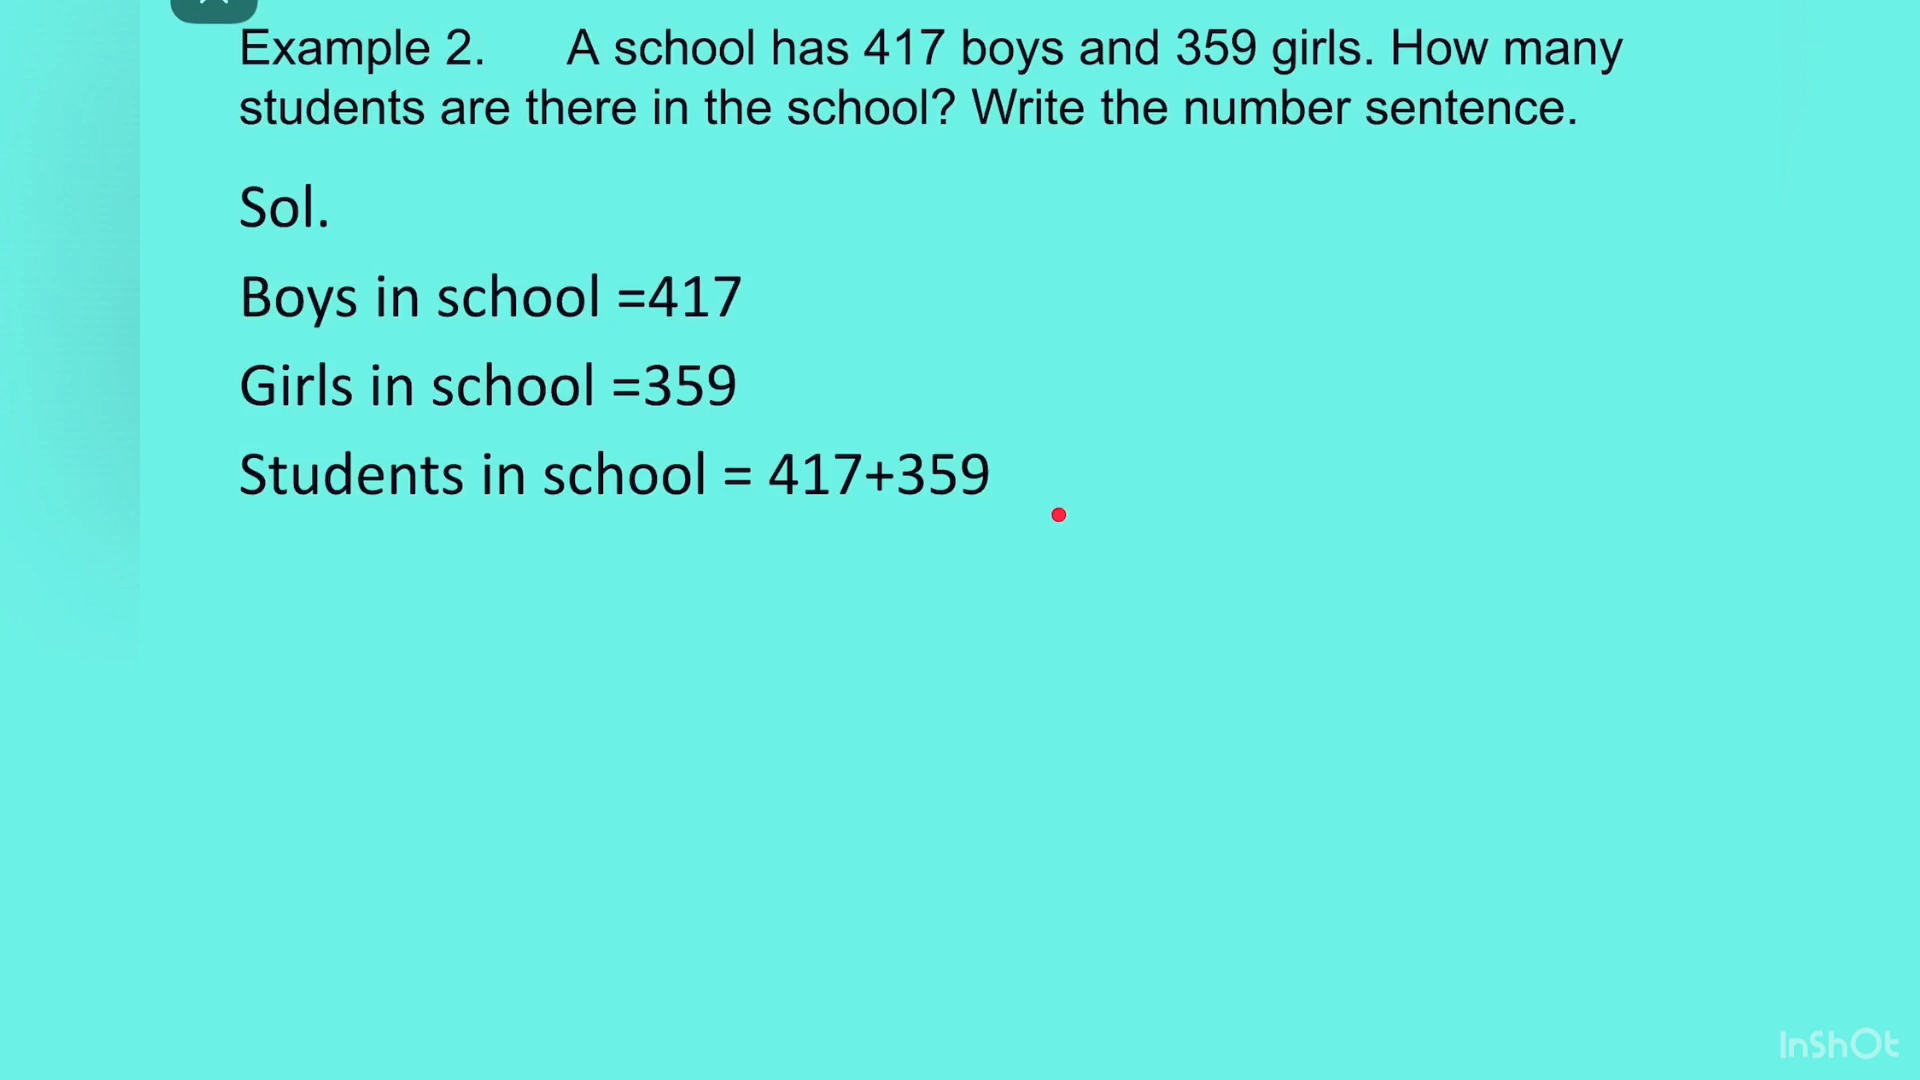 Example 2. A school has 417 boys and 359 girls. How many
students are there in the school? Write the number sentence.
Sol.
Boys in school =417
Girls in school =359
Students in school = 417+359
InShOt